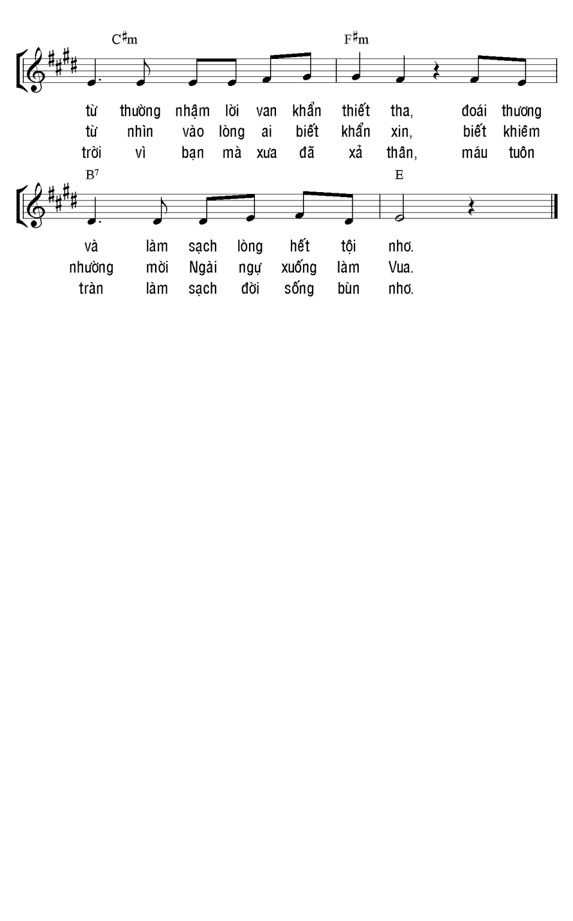 C♯m F♯m
từ thường nhậm lời van khẩn thiết tha, đoái thương
từ nhìn vào lòng ai biết khẩn xin, biết khiêm
trời vì bạn mà xưa đã xả thân, máu tuôn
B7 E
và làm sạch lòng hết tội nhơ.
nhường mời Ngài ngự xuống làm Vua.
tràn làm sạch đời sống bùn nhơ.